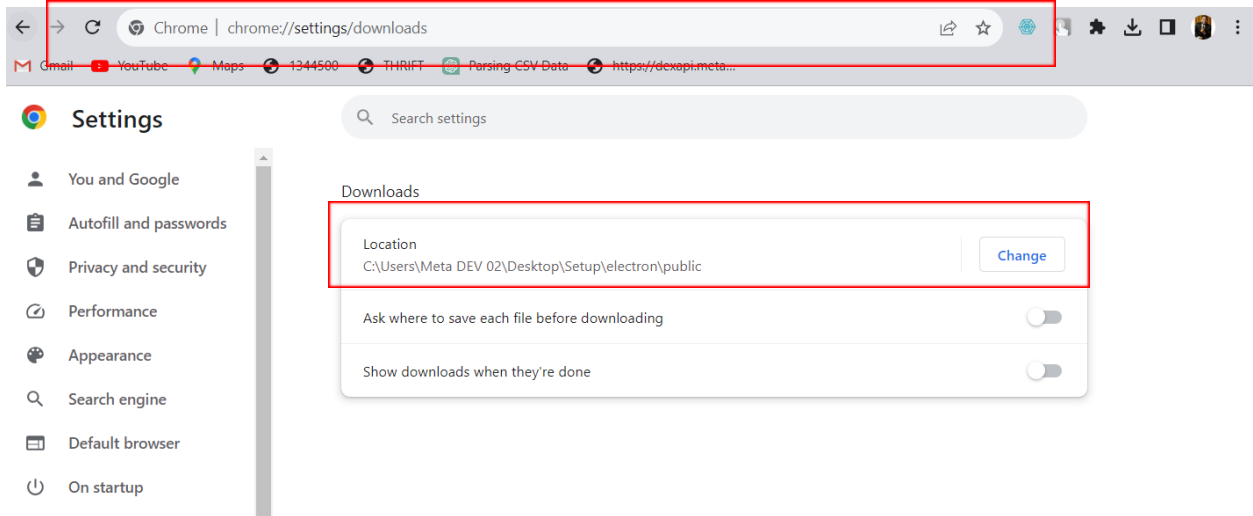 Chrome | chrome://settings/downloads
Gmail YouTube Maps 1344500 THRIFT Parsing CSV Data https://dexapi.meta...
Settings
Search settings
You and Google
Autofill and passwords
Privacy and security
Performance
Appearance
Search engine
Default browser
On startup
Downloads
Location
C:\Users\Meta DEV 02\Desktop\Setup\electron\public
Change
Ask where to save each file before downloading
Show downloads when they're done